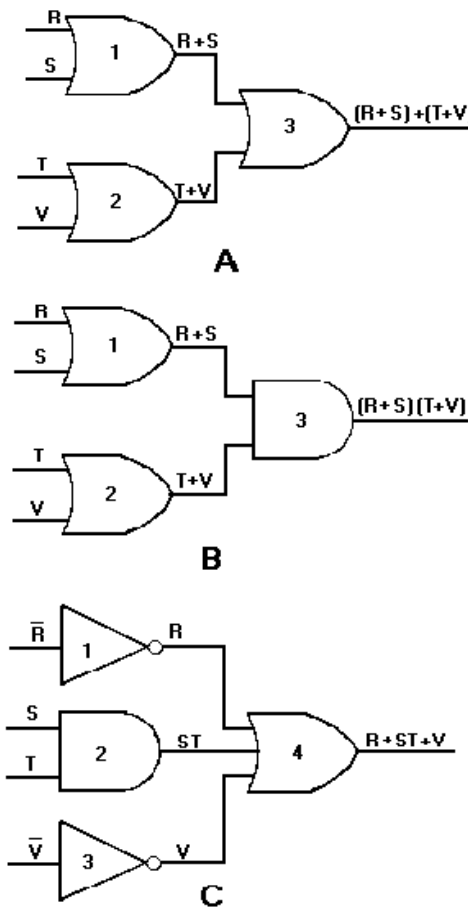 R
1
R+S
S
(R+S)+(T+V
3
T
2
T+V
V
A
R
R+S
1
S
(R+S)(T+V)
3
T
T+V
2
V
B
R̅
R
1
S
ST
R+ST+V
2
4
T
V̅
3
V
C